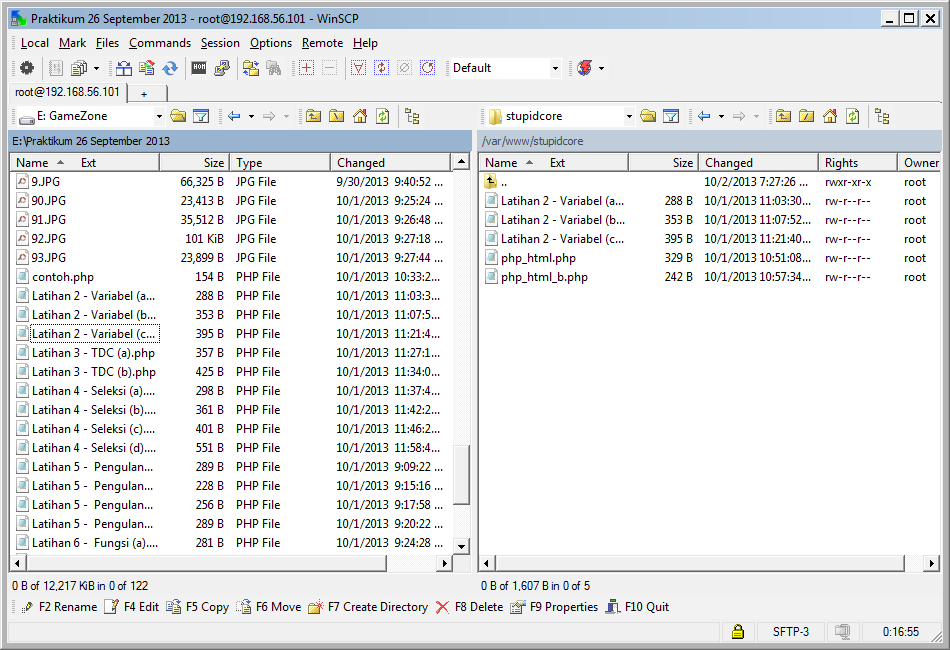 Praktikum 26 September 2013 - root@192.168.56.101 - WinSCP
Local Mark Files Commands Session Options Remote Help
Default
root@192.168.56.101 +
E: GameZone
stupidcore
E:\Praktikum 26 September 2013
/var/www/stupidcore
Name Ext Size Type Changed
9.JPG 66,325 B JPG File 9/30/2013 9:40:52 ...
90.JPG 23,413 B JPG File 10/1/2013 9:25:24 ...
91.JPG 35,512 B JPG File 10/1/2013 9:26:48 ...
92.JPG 101 KiB JPG File 10/1/2013 9:27:18 ...
93.JPG 23,899 B JPG File 10/1/2013 9:27:44 ...
contoh.php 154 B PHP File 10/1/2013 10:33:2...
Latihan 2 - Variabel (a... 288 B PHP File 10/1/2013 11:03:3...
Latihan 2 - Variabel (b... 353 B PHP File 10/1/2013 11:07:5...
Latihan 2 - Variabel (c... 395 B PHP File 10/1/2013 11:21:4...
Latihan 3 - TDC (a).php 357 B PHP File 10/1/2013 11:27:1...
Latihan 3 - TDC (b).php 425 B PHP File 10/1/2013 11:34:0...
Latihan 4 - Seleksi (a).... 298 B PHP File 10/1/2013 11:37:4...
Latihan 4 - Seleksi (b).... 361 B PHP File 10/1/2013 11:42:2...
Latihan 4 - Seleksi (c).... 401 B PHP File 10/1/2013 11:46:2...
Latihan 4 - Seleksi (d).... 551 B PHP File 10/1/2013 11:58:4...
Latihan 5 - Pengulan... 289 B PHP File 10/1/2013 9:09:22 ...
Latihan 5 - Pengulan... 228 B PHP File 10/1/2013 9:15:16 ...
Latihan 5 - Pengulan... 256 B PHP File 10/1/2013 9:17:58 ...
Latihan 5 - Pengulan... 289 B PHP File 10/1/2013 9:20:22 ...
Latihan 6 - Fungsi (a).... 281 B PHP File 10/1/2013 9:24:28 ...
0 B of 12,217 KiB in 0 of 122
Name Ext Size Changed Rights Owner
.. 10/2/2013 7:27:26 ... rwxr-xr-x root
Latihan 2 - Variabel (a... 288 B 10/1/2013 11:03:30... rw-r--r-- root
Latihan 2 - Variabel (b... 353 B 10/1/2013 11:07:52... rw-r--r-- root
Latihan 2 - Variabel (c... 395 B 10/1/2013 11:21:40... rw-r--r-- root
php_html.php 329 B 10/1/2013 10:51:08... rw-r--r-- root
php_html_b.php 242 B 10/1/2013 10:57:34... rw-r--r-- root
0 B of 1,607 B in 0 of 5
F2 Rename F4 Edit F5 Copy F6 Move F7 Create Directory F8 Delete F9 Properties F10 Quit
SFTP-3 0:16:55